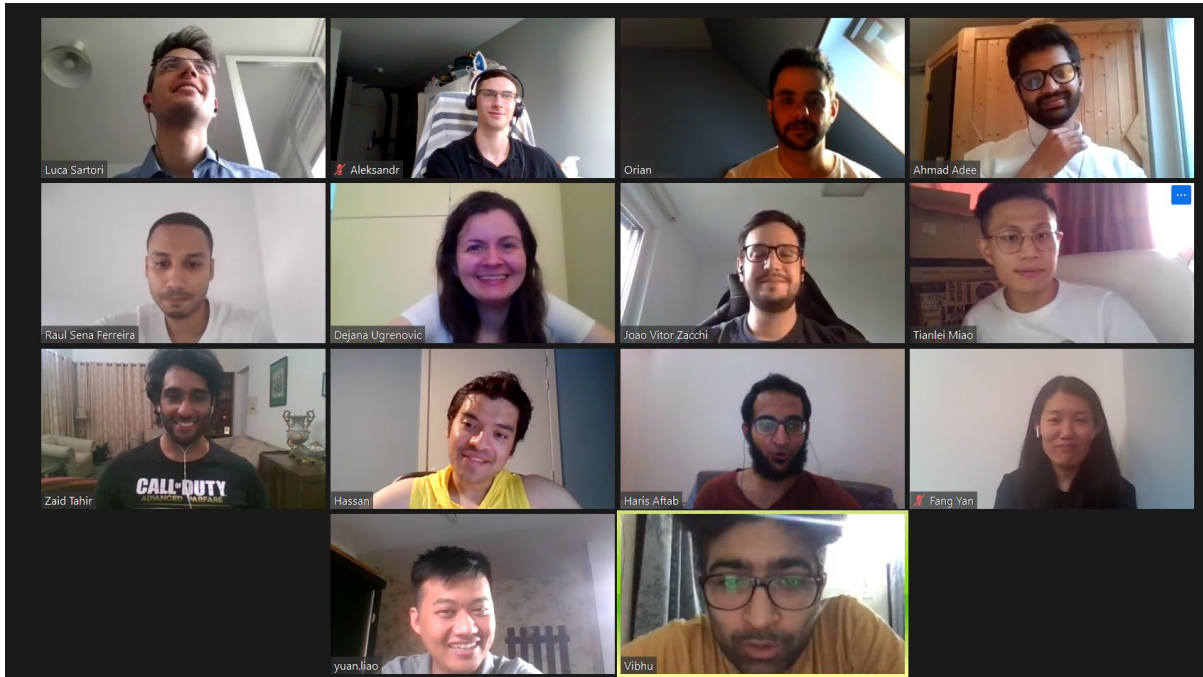 Luca Sartori
Aleksandr
Orian
Ahmad Adee
Raul Sena Ferreira
Dejana Ugrenovic
Joao Vitor Zacchi
Tianlei Miao
CALL OF DUTY
ADVANCED WARFARE
Zaid Tahir
Hassan
Haris Aftab
Fang Yan
yuan.liao
Vibhu